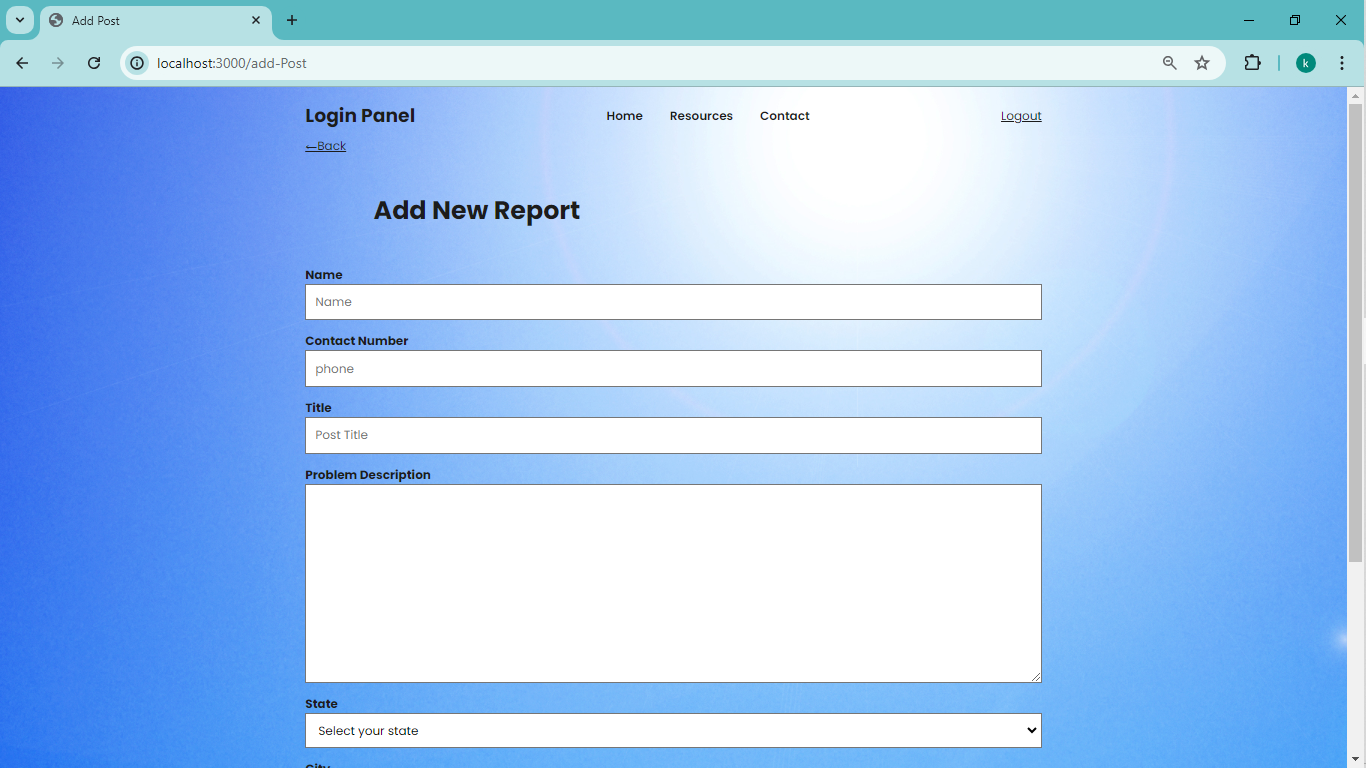 Add Post
localhost:3000/add-Post
k
Login Panel Home Resources Contact Logout
←Back
Add New Report
Name
Name
Contact Number
phone
Title
Post Title
Problem Description
State
Select your state
City